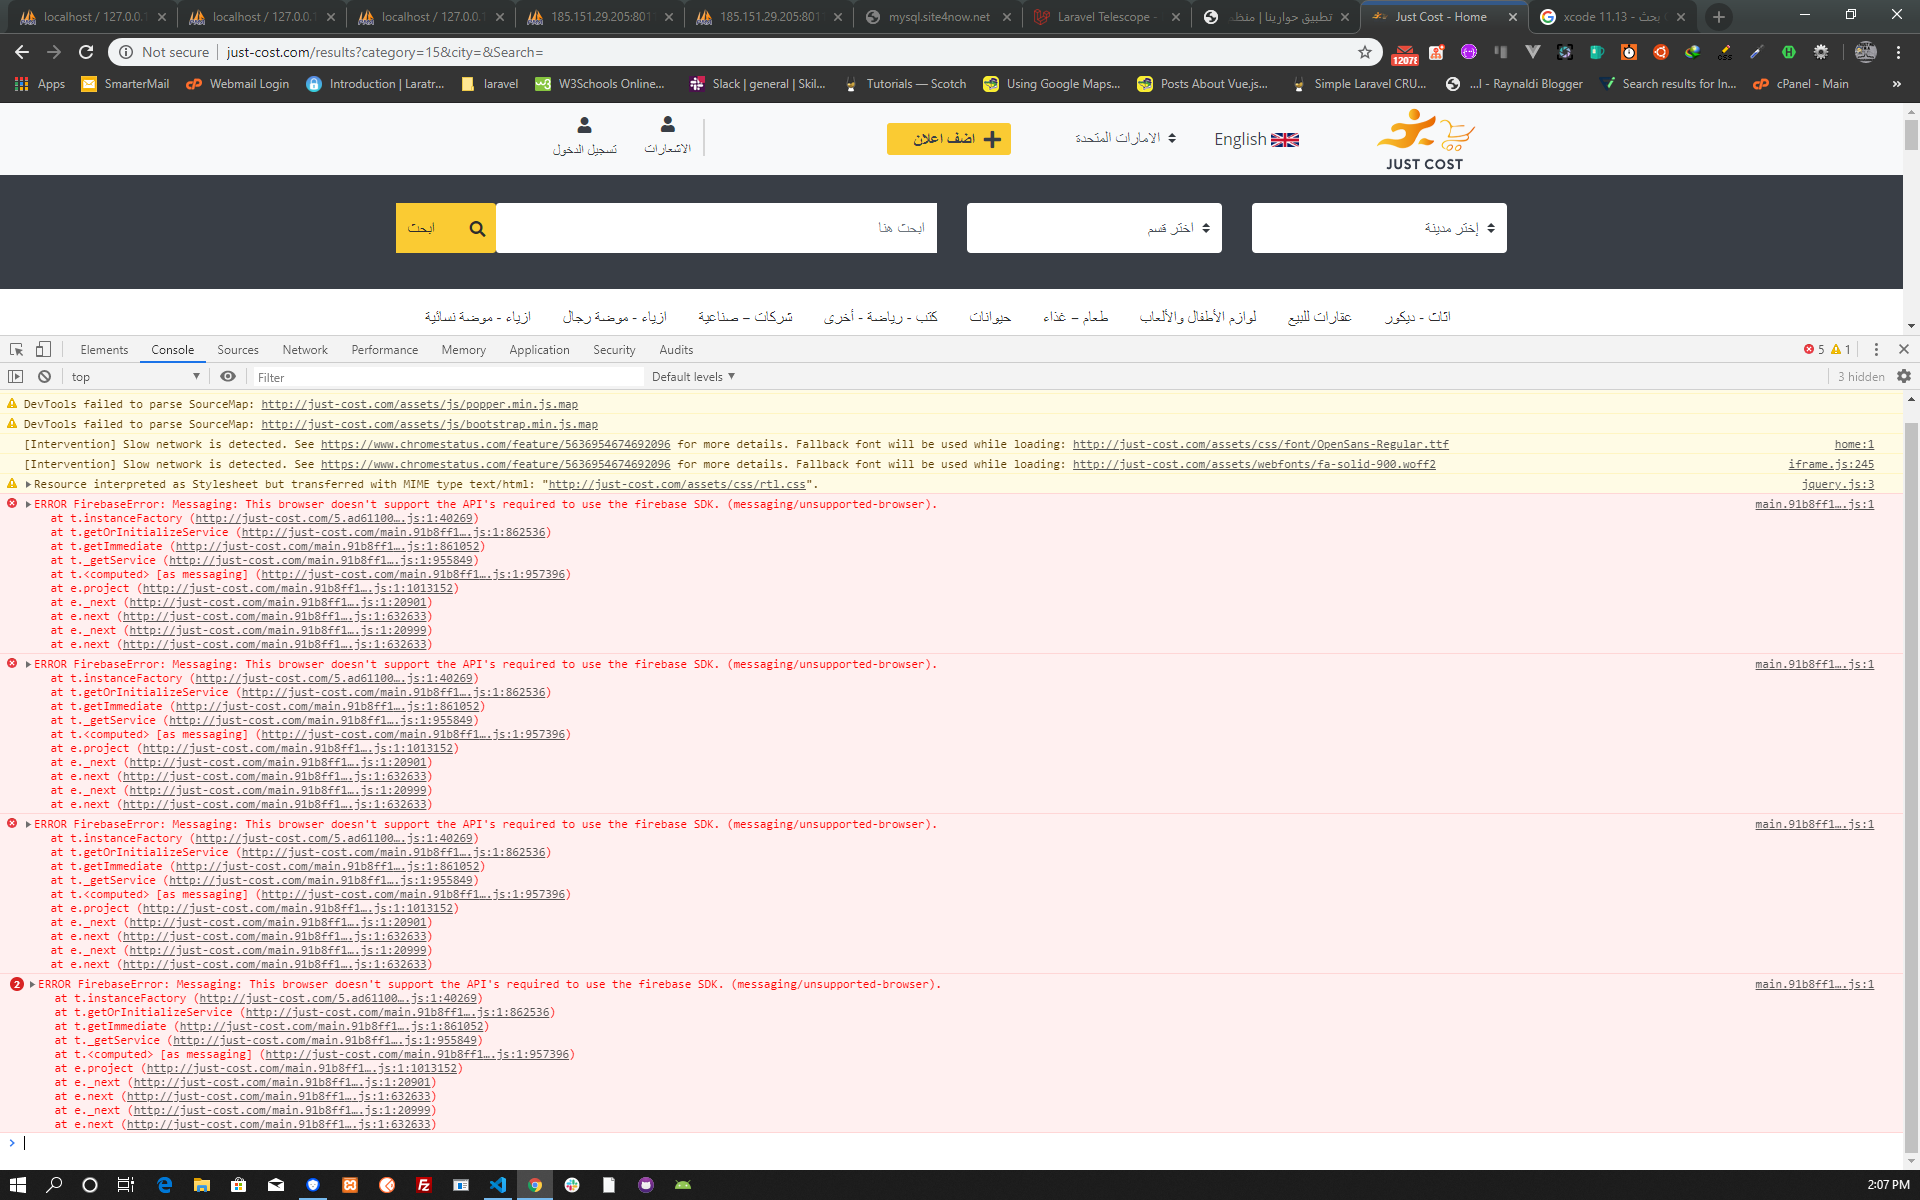 localhost / 127.0.0.1
localhost / 127.0.0.1
localhost / 127.0.0.1
185.151.29.205:801
185.151.29.205:801
mysql.site4now.net
Laravel Telescope -
تطبيق حوارينا | منظم
Just Cost - Home
xcode 11.13 - بحث
Not secure
just-cost.com/results?category=15&city=&Search=
12078
Apps
SmarterMail
Webmail Login
Introduction | Laratr...
laravel
W3Schools Online...
Slack | general | Skil...
Tutorials — Scotch
Using Google Maps...
Posts About Vue.js...
Simple Laravel CRU...
...l - Raynaldi Blogger
Search results for In...
cPanel - Main
»
JUST COST
English
الامارات المتحدة
اضف اعلان
الاشعارات
تسجيل الدخول
إختر مدينة
اختر قسم
ابحث هنا
ابحث
اثاث - ديكور
عقارات للبيع
لوازم الأطفال والألعاب
طعام – غذاء
حيوانات
كتب - رياضة - أخرى
شركات – صناعية
ازياء - موضة رجال
ازياء - موضة نسائية
Elements Console Sources Network Performance Memory Application Security Audits 5 1
top Filter Default levels 3 hidden
DevTools failed to parse SourceMap: http://just-cost.com/assets/js/popper.min.js.map
DevTools failed to parse SourceMap: http://just-cost.com/assets/js/bootstrap.min.js.map
[Intervention] Slow network is detected. See https://www.chromestatus.com/feature/5636954674692096 for more details. Fallback font will be used while loading: http://just-cost.com/assets/css/font/OpenSans-Regular.ttf home:1
[Intervention] Slow network is detected. See https://www.chromestatus.com/feature/5636954674692096 for more details. Fallback font will be used while loading: http://just-cost.com/assets/webfonts/fa-solid-900.woff2 iframe.js:245
Resource interpreted as Stylesheet but transferred with MIME type text/html: "http://just-cost.com/assets/css/rtl.css". jquery.js:3
ERROR FirebaseError: Messaging: This browser doesn't support the API's required to use the firebase SDK. (messaging/unsupported-browser). main.91b8ff1….js:1
at t.instanceFactory (http://just-cost.com/5.ad61100….js:1:40269)
at t.getOrInitializeService (http://just-cost.com/main.91b8ff1….js:1:862536)
at t.getImmediate (http://just-cost.com/main.91b8ff1….js:1:861052)
at t._getService (http://just-cost.com/main.91b8ff1….js:1:955849)
at t.<computed> [as messaging] (http://just-cost.com/main.91b8ff1….js:1:957396)
at e.project (http://just-cost.com/main.91b8ff1….js:1:1013152)
at e._next (http://just-cost.com/main.91b8ff1….js:1:20901)
at e.next (http://just-cost.com/main.91b8ff1….js:1:632633)
at e._next (http://just-cost.com/main.91b8ff1….js:1:20999)
at e.next (http://just-cost.com/main.91b8ff1….js:1:632633)
ERROR FirebaseError: Messaging: This browser doesn't support the API's required to use the firebase SDK. (messaging/unsupported-browser). main.91b8ff1….js:1
at t.instanceFactory (http://just-cost.com/5.ad61100….js:1:40269)
at t.getOrInitializeService (http://just-cost.com/main.91b8ff1….js:1:862536)
at t.getImmediate (http://just-cost.com/main.91b8ff1….js:1:861052)
at t._getService (http://just-cost.com/main.91b8ff1….js:1:955849)
at t.<computed> [as messaging] (http://just-cost.com/main.91b8ff1….js:1:957396)
at e.project (http://just-cost.com/main.91b8ff1….js:1:1013152)
at e._next (http://just-cost.com/main.91b8ff1….js:1:20901)
at e.next (http://just-cost.com/main.91b8ff1….js:1:632633)
at e._next (http://just-cost.com/main.91b8ff1….js:1:20999)
at e.next (http://just-cost.com/main.91b8ff1….js:1:632633)
ERROR FirebaseError: Messaging: This browser doesn't support the API's required to use the firebase SDK. (messaging/unsupported-browser). main.91b8ff1….js:1
at t.instanceFactory (http://just-cost.com/5.ad61100….js:1:40269)
at t.getOrInitializeService (http://just-cost.com/main.91b8ff1….js:1:862536)
at t.getImmediate (http://just-cost.com/main.91b8ff1….js:1:861052)
at t._getService (http://just-cost.com/main.91b8ff1….js:1:955849)
at t.<computed> [as messaging] (http://just-cost.com/main.91b8ff1….js:1:957396)
at e.project (http://just-cost.com/main.91b8ff1….js:1:1013152)
at e._next (http://just-cost.com/main.91b8ff1….js:1:20901)
at e.next (http://just-cost.com/main.91b8ff1….js:1:632633)
at e._next (http://just-cost.com/main.91b8ff1….js:1:20999)
at e.next (http://just-cost.com/main.91b8ff1….js:1:632633)
2 ERROR FirebaseError: Messaging: This browser doesn't support the API's required to use the firebase SDK. (messaging/unsupported-browser). main.91b8ff1….js:1
at t.instanceFactory (http://just-cost.com/5.ad61100….js:1:40269)
at t.getOrInitializeService (http://just-cost.com/main.91b8ff1….js:1:862536)
at t.getImmediate (http://just-cost.com/main.91b8ff1….js:1:861052)
at t._getService (http://just-cost.com/main.91b8ff1….js:1:955849)
at t.<computed> [as messaging] (http://just-cost.com/main.91b8ff1….js:1:957396)
at e.project (http://just-cost.com/main.91b8ff1….js:1:1013152)
at e._next (http://just-cost.com/main.91b8ff1….js:1:20901)
at e.next (http://just-cost.com/main.91b8ff1….js:1:632633)
at e._next (http://just-cost.com/main.91b8ff1….js:1:20999)
at e.next (http://just-cost.com/main.91b8ff1….js:1:632633)
2:07 PM